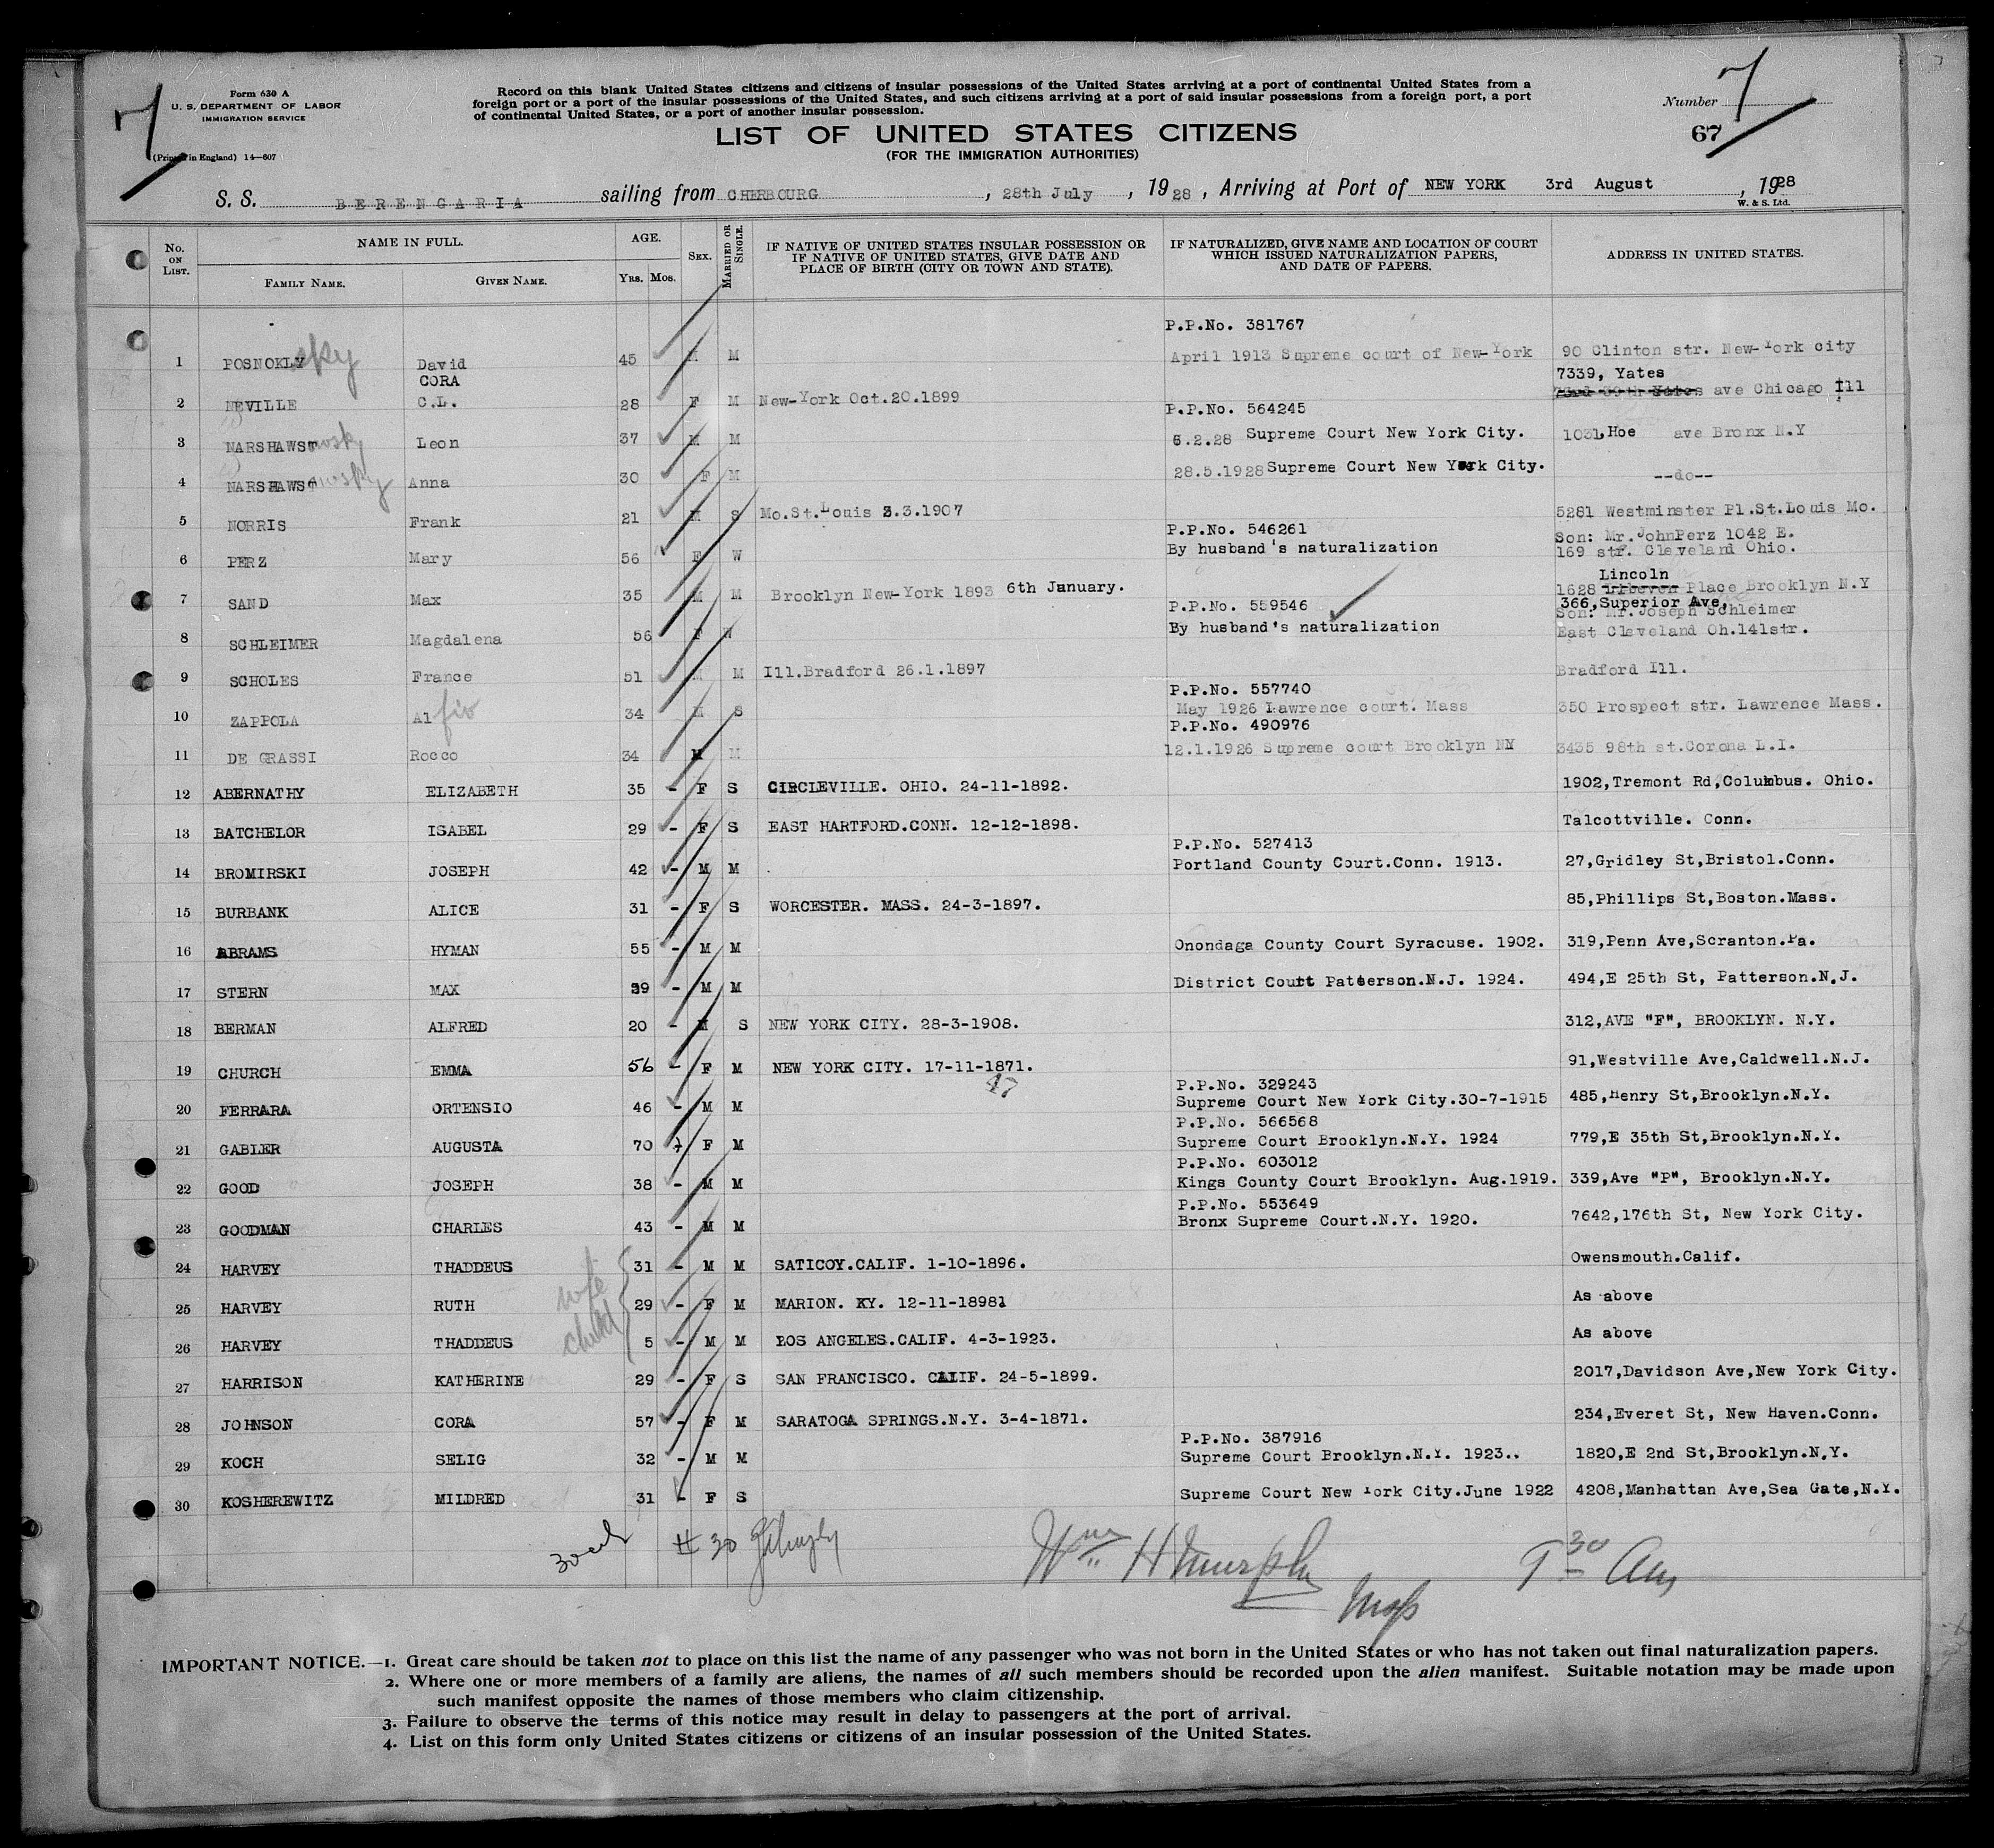 Form 630 A
U. S. DEPARTMENT OF LABOR
IMMIGRATION SERVICE
(Printed in England) 14—607
Record on this blank United States citizens and citizens of insular possessions of the United States arriving at a port of continental United States from a
foreign port or a port of the insular possessions of the United States, and such citizens arriving at a port of said insular possessions from a foreign port, a port
of continental United States, or a port of another insular possession.
LIST OF UNITED STATES CITIZENS
(FOR THE IMMIGRATION AUTHORITIES)
Number 7
67
S. S. BERENGARIA sailing from CHERBOURG, 28th July, 1928, Arriving at Port of NEW YORK 3rd August, 1928
W. & S. Ltd.
No. ON LIST. NAME IN FULL. FAMILY NAME. GIVEN NAME. AGE. YRS. MOS. SEX. MARRIED OR SINGLE.
IF NATIVE OF UNITED STATES INSULAR POSSESSION OR
IF NATIVE OF UNITED STATES, GIVE DATE AND
PLACE OF BIRTH (CITY OR TOWN AND STATE).
IF NATURALIZED, GIVE NAME AND LOCATION OF COURT
WHICH ISSUED NATURALIZATION PAPERS,
AND DATE OF PAPERS.
ADDRESS IN UNITED STATES.
P.P.No. 381767
1 POSNOKLY sky David 45 M M April 1913 Supreme court of New-York 90 Clinton str. New-York city
CORA 7339, Yates
2 NEVILLE C.L. 28 F M New-York Oct.20.1899 ave Chicago Ill
P.P.No. 564245
3 NARSHAWST Leon 37 M M 6.2.28 Supreme Court New York City. 1031,Hoe ave Bronx N.Y
4 NARSHAWST Anna 30 F M 28.5.1928 Supreme Court New York City. --do--
5 NORRIS Frank 21 M S Mo.St.Louis 3.3.1907 5281 Westminster Pl.St.Louis Mo.
P.P.No. 546261 Son: Mr.JohnPerz 1042 E.
6 PERZ Mary 56 F W By husband's naturalization 169 str. Cleveland Ohio.
Lincoln
7 SAND Max 35 M M Brooklyn New-York 1893 6th January. 1628 Place Brooklyn N.Y
P.P.No. 559546 366,Superior Ave,
Son: Mr.Joseph Schleimer
8 SCHLEIMER Magdalena 56 F W By husband's naturalization East Cleveland Oh.141str.
9 SCHOLES France 51 M M Ill.Bradford 26.1.1897 Bradford Ill.
P.P.No. 557740
10 ZAPPOLA Alfio 34 M S May 1926 Lawrence court. Mass 350 Prospect str. Lawrence Mass.
P.P.No. 490976
11 DE GRASSI Rocco 34 M M 12.1.1926 Supreme court Brooklyn NY 3435 98th st.Corona L.I.
12 ABERNATHY ELIZABETH 35 - F S CIRCLEVILLE. OHIO. 24-11-1892. 1902,Tremont Rd,Columbus. Ohio.
13 BATCHELOR ISABEL 29 - F S EAST HARTFORD.CONN. 12-12-1898. Talcottville. Conn.
P.P.No. 527413
14 BROMIRSKI JOSEPH 42 - M M Portland County Court.Conn. 1913. 27,Gridley St,Bristol.Conn.
15 BURBANK ALICE 31 - F S WORCESTER. MASS. 24-3-1897. 85,Phillips St,Boston.Mass.
16 ABRAMS HYMAN 55 - M M Onondaga County Court Syracuse. 1902. 319,Penn Ave,Scranton.Pa.
17 STERN MAX 39 - M M District Coutt Patterson.N.J. 1924. 494,E 25th St, Patterson.N.J.
18 BERMAN ALFRED 20 - M S NEW YORK CITY. 28-3-1908. 312,AVE "F", BROOKLYN. N.Y.
19 CHURCH EMMA 56 - F M NEW YORK CITY. 17-11-1871. 91,Westville Ave,Caldwell.N.J.
P.P.No. 329243
20 FERRARA ORTENSIO 46 - M M Supreme Court New York City.30-7-1915 485,Henry St,Brooklyn.N.Y.
P.P.No. 566568
21 GABLER AUGUSTA 70 - F M Supreme Court Brooklyn.N.Y. 1924 779,E 35th St,Brooklyn.N.Y.
P.P.No. 603012
22 GOOD JOSEPH 38 - M M Kings County Court Brooklyn. Aug.1919. 339,Ave "P", Brooklyn.N.Y.
P.P.No. 553649
23 GOODMAN CHARLES 43 - M M Bronx Supreme Court.N.Y. 1920. 7642,176th St, New York City.
24 HARVEY THADDEUS 31 - M M SATICOY.CALIF. 1-10-1896. Owensmouth.Calif.
25 HARVEY RUTH wife 29 - F M MARION. KY. 12-11-18981 As above
26 HARVEY THADDEUS child 5 - M M LOS ANGELES.CALIF. 4-3-1923. As above
27 HARRISON KATHERINE 29 - F S SAN FRANCISCO. CALIF. 24-5-1899. 2017,Davidson Ave,New York City.
28 JOHNSON CORA 57 - F M SARATOGA SPRINGS.N.Y. 3-4-1871. 234,Everet St, New Haven.Conn.
P.P.No. 387916
29 KOCH SELIG 32 - M M Supreme Court Brooklyn.N.Y. 1923.. 1820,E 2nd St,Brooklyn.N.Y.
30 KOSHEREWITZ MILDRED 31 - F S Supreme Court New York City.June 1922 4208,Manhattan Ave,Sea Gate,N.Y.
# 30 Wm H Murphy
Insp
IMPORTANT NOTICE.—1. Great care should be taken not to place on this list the name of any passenger who was not born in the United States or who has not taken out final naturalization papers.
2. Where one or more members of a family are aliens, the names of all such members should be recorded upon the alien manifest. Suitable notation may be made upon
such manifest opposite the names of those members who claim citizenship.
3. Failure to observe the terms of this notice may result in delay to passengers at the port of arrival.
4. List on this form only United States citizens or citizens of an insular possession of the United States.